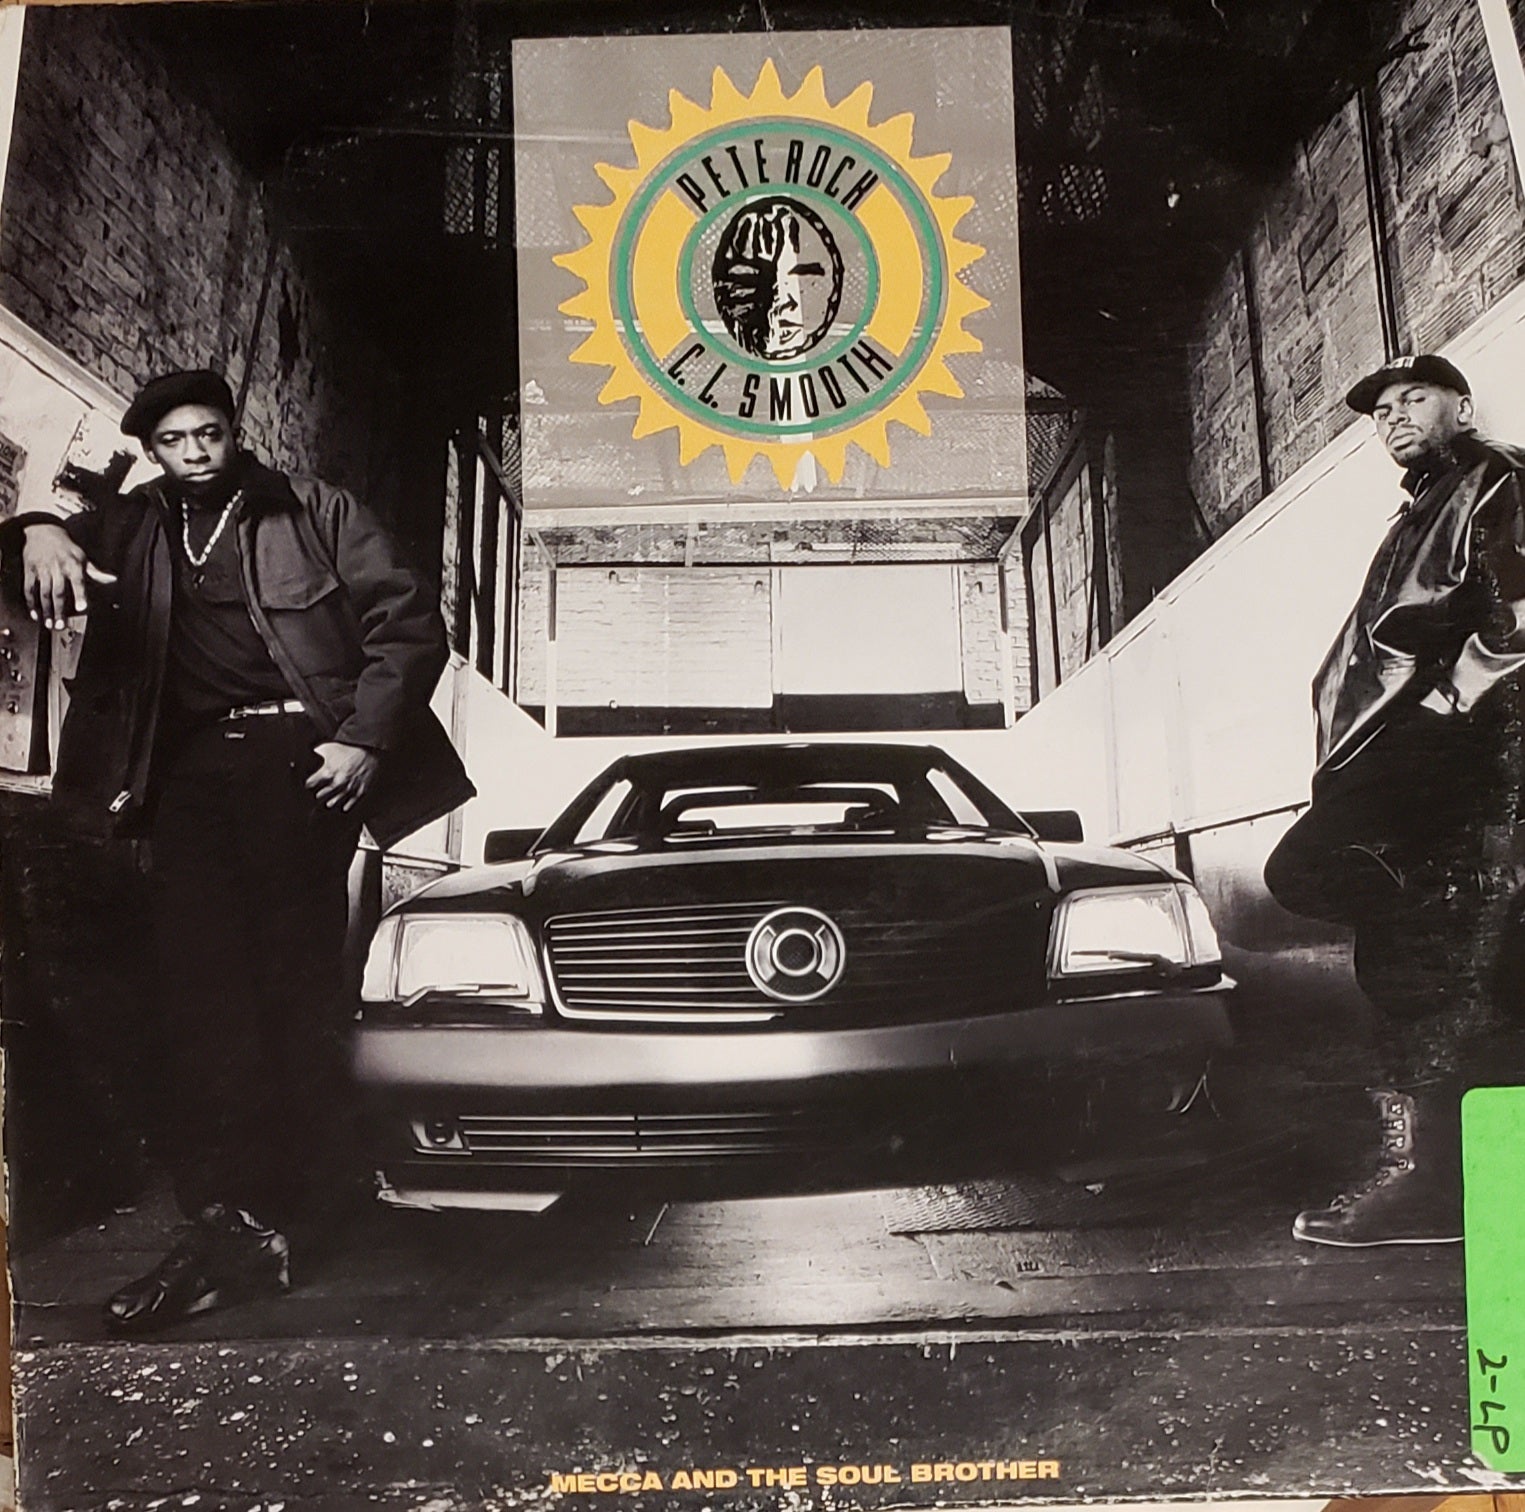 PETE ROCK
C. L. SMOOTH
2-LP
MECCA AND THE SOUL BROTHER